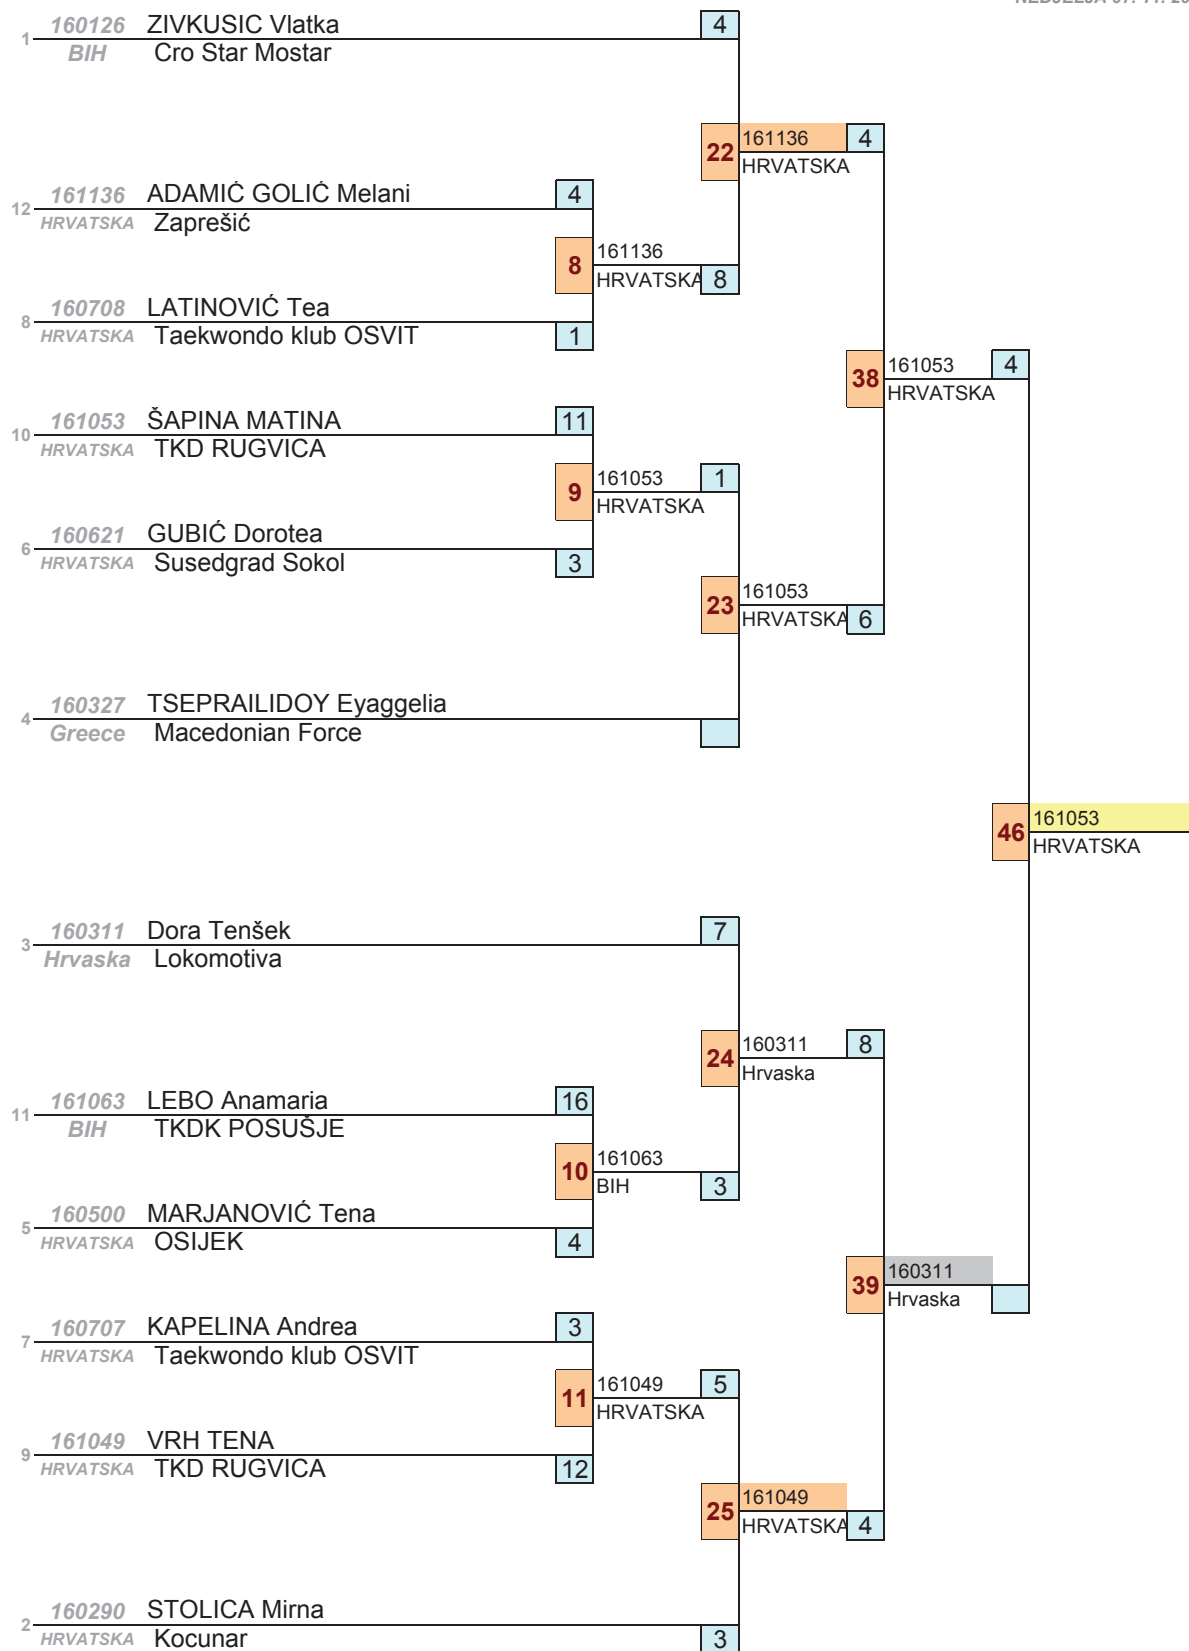 160126 ZIVKUSIC Vlatka 4
1
BIH Cro Star Mostar
22 161136 4
HRVATSKA
161136 ADAMIĆ GOLIĆ Melani 4
12
HRVATSKA Zaprešić
8 161136
HRVATSKA 8
160708 LATINOVIĆ Tea
8
HRVATSKA Taekwondo klub OSVIT 1
38 161053 4
HRVATSKA
161053 ŠAPINA MATINA 11
10
HRVATSKA TKD RUGVICA
9 161053 1
HRVATSKA
160621 GUBIĆ Dorotea
6
HRVATSKA Susedgrad Sokol 3
23 161053
HRVATSKA 6
160327 TSEPRAILIDOY Eyaggelia
4
Greece Macedonian Force
46 161053
HRVATSKA
160311 Dora Tenšek 7
3
Hrvaska Lokomotiva
24 160311 8
Hrvaska
161063 LEBO Anamaria 16
11
BIH TKDK POSUŠJE
10 161063
BIH 3
160500 MARJANOVIĆ Tena
5
HRVATSKA OSIJEK 4
39 160311
Hrvaska
160707 KAPELINA Andrea 3
7
HRVATSKA Taekwondo klub OSVIT
11 161049 5
HRVATSKA
161049 VRH TENA
9
HRVATSKA TKD RUGVICA 12
25 161049
HRVATSKA 4
160290 STOLICA Mirna
2
HRVATSKA Kocunar 3